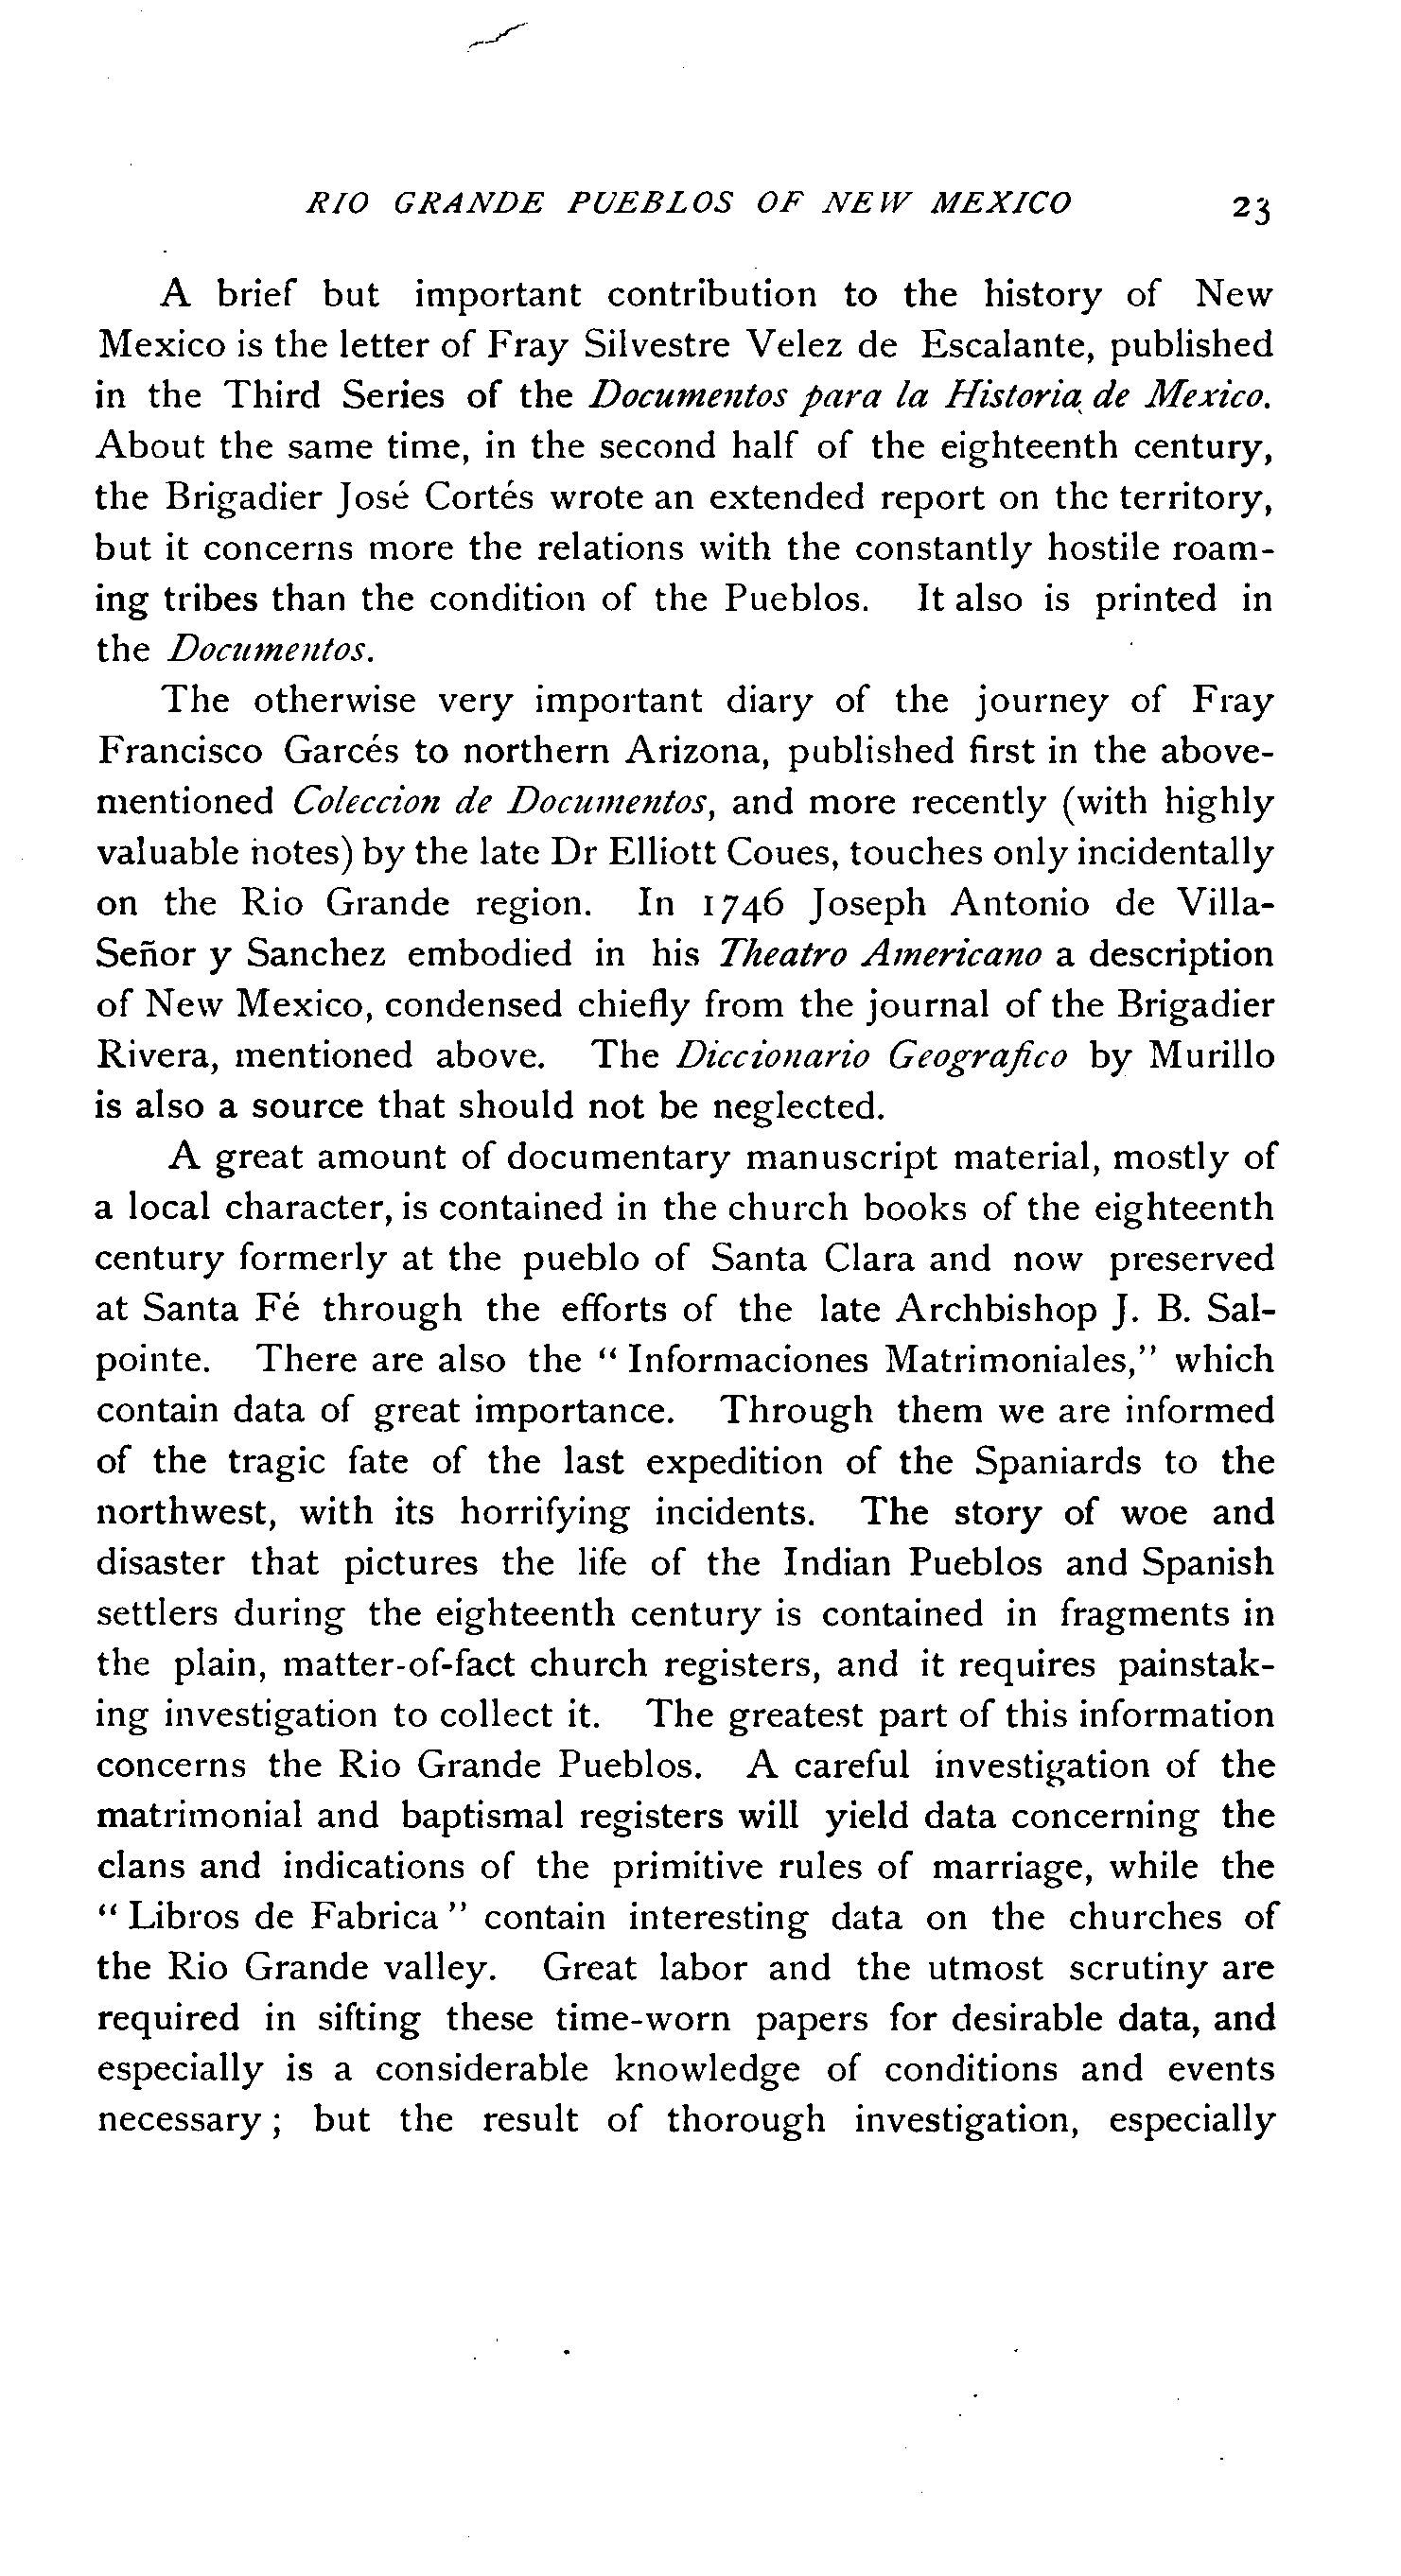 RIO GRANDE PUEBLOS OF NEW MEXICO 23
A brief but important contribution to the history of New
Mexico is the letter of Fray Silvestre Velez de Escalante, published
in the Third Series of the Documentos para la Historia de Mexico.
About the same time, in the second half of the eighteenth century,
the Brigadier José Cortés wrote an extended report on the territory,
but it concerns more the relations with the constantly hostile roam-
ing tribes than the condition of the Pueblos. It also is printed in
the Documentos.
The otherwise very important diary of the journey of Fray
Francisco Garcés to northern Arizona, published first in the above-
mentioned Coleccion de Documentos, and more recently (with highly
valuable notes) by the late Dr Elliott Coues, touches only incidentally
on the Rio Grande region. In 1746 Joseph Antonio de Villa-
Señor y Sanchez embodied in his Theatro Americano a description
of New Mexico, condensed chiefly from the journal of the Brigadier
Rivera, mentioned above. The Diccionario Geografico by Murillo
is also a source that should not be neglected.
A great amount of documentary manuscript material, mostly of
a local character, is contained in the church books of the eighteenth
century formerly at the pueblo of Santa Clara and now preserved
at Santa Fé through the efforts of the late Archbishop J. B. Sal-
pointe. There are also the “ Informaciones Matrimoniales,” which
contain data of great importance. Through them we are informed
of the tragic fate of the last expedition of the Spaniards to the
northwest, with its horrifying incidents. The story of woe and
disaster that pictures the life of the Indian Pueblos and Spanish
settlers during the eighteenth century is contained in fragments in
the plain, matter-of-fact church registers, and it requires painstak-
ing investigation to collect it. The greatest part of this information
concerns the Rio Grande Pueblos. A careful investigation of the
matrimonial and baptismal registers will yield data concerning the
clans and indications of the primitive rules of marriage, while the
“ Libros de Fabrica ” contain interesting data on the churches of
the Rio Grande valley. Great labor and the utmost scrutiny are
required in sifting these time-worn papers for desirable data, and
especially is a considerable knowledge of conditions and events
necessary ; but the result of thorough investigation, especially